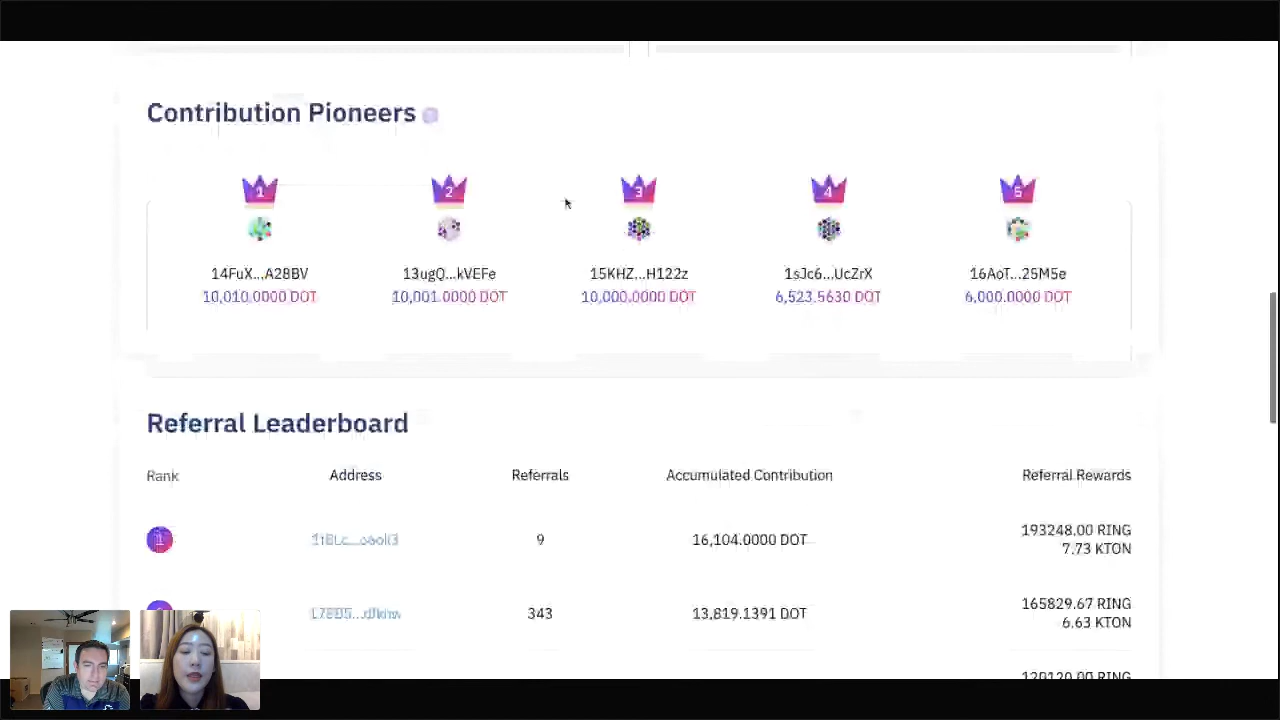 Contribution Pioneers
1 2 3 4 5
14FuX...A28BV 13ugQ...kVEFe 15KHZ...H122z 1sJc6...UcZrX 16AoT...25M5e
10,010.0000 DOT 10,001.0000 DOT 10,000.0000 DOT 6,523.5630 DOT 6,000.0000 DOT
Referral Leaderboard
Rank Address Referrals Accumulated Contribution Referral Rewards
1 9 16,104.0000 DOT 193248.00 RING
7.73 KTON
343 13,819.1391 DOT 165829.67 RING
6.63 KTON
120120.00 RING